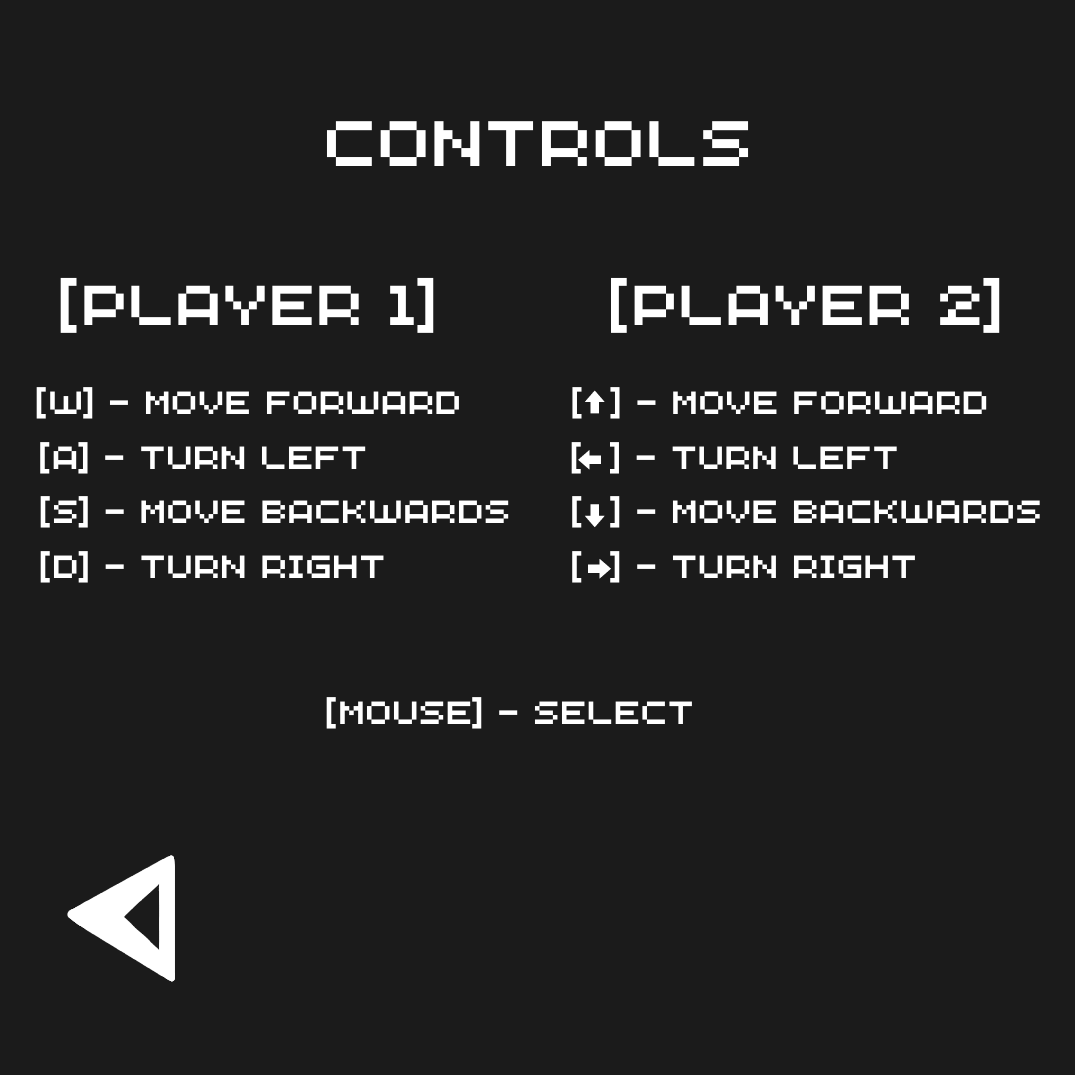 CONTROLS
[PLAYER 1]
[W] - MOVE FORWARD
[A] - TURN LEFT
[S] - MOVE BACKWARDS
[D] - TURN RIGHT
[PLAYER 2]
[↑] - MOVE FORWARD
[←] - TURN LEFT
[↓] - MOVE BACKWARDS
[→] - TURN RIGHT
[MOUSE] - SELECT